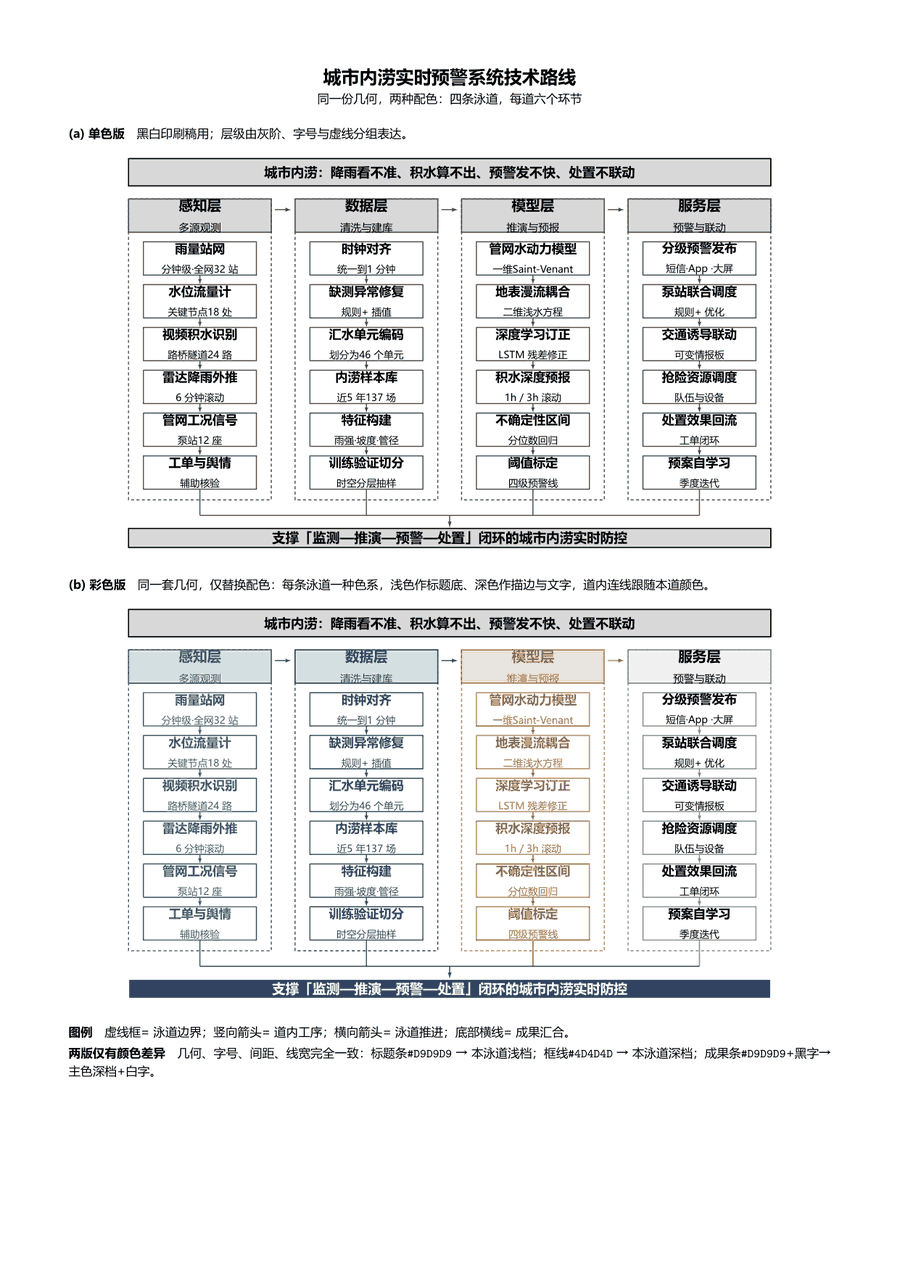 城市内涝实时预警系统技术路线
同一份几何，两种配色：四条泳道，每道六个环节
(a) 单色版　黑白印刷稿用；层级由灰阶、字号与虚线分组表达。
城市内涝：降雨看不准、积水算不出、预警发不快、处置不联动
感知层
多源观测
雨量站网
分钟级·全网32 站
水位流量计
关键节点18 处
视频积水识别
路桥隧道24 路
雷达降雨外推
6 分钟滚动
管网工况信号
泵站12 座
工单与舆情
辅助核验
数据层
清洗与建库
时钟对齐
统一到1 分钟
缺测异常修复
规则+ 插值
汇水单元编码
划分为46 个单元
内涝样本库
近5 年137 场
特征构建
雨强·坡度·管径
训练验证切分
时空分层抽样
模型层
推演与预报
管网水动力模型
一维Saint-Venant
地表漫流耦合
二维浅水方程
深度学习订正
LSTM 残差修正
积水深度预报
1h / 3h 滚动
不确定性区间
分位数回归
阈值标定
四级预警线
服务层
预警与联动
分级预警发布
短信·App ·大屏
泵站联合调度
规则+ 优化
交通诱导联动
可变情报板
抢险资源调度
队伍与设备
处置效果回流
工单闭环
预案自学习
季度迭代
支撑「监测—推演—预警—处置」闭环的城市内涝实时防控
(b) 彩色版　同一套几何，仅替换配色：每条泳道一种色系，浅色作标题底、深色作描边与文字，道内连线跟随本道颜色。
城市内涝：降雨看不准、积水算不出、预警发不快、处置不联动
感知层
多源观测
雨量站网
分钟级·全网32 站
水位流量计
关键节点18 处
视频积水识别
路桥隧道24 路
雷达降雨外推
6 分钟滚动
管网工况信号
泵站12 座
工单与舆情
辅助核验
数据层
清洗与建库
时钟对齐
统一到1 分钟
缺测异常修复
规则+ 插值
汇水单元编码
划分为46 个单元
内涝样本库
近5 年137 场
特征构建
雨强·坡度·管径
训练验证切分
时空分层抽样
模型层
推演与预报
管网水动力模型
一维Saint-Venant
地表漫流耦合
二维浅水方程
深度学习订正
LSTM 残差修正
积水深度预报
1h / 3h 滚动
不确定性区间
分位数回归
阈值标定
四级预警线
服务层
预警与联动
分级预警发布
短信·App ·大屏
泵站联合调度
规则+ 优化
交通诱导联动
可变情报板
抢险资源调度
队伍与设备
处置效果回流
工单闭环
预案自学习
季度迭代
支撑「监测—推演—预警—处置」闭环的城市内涝实时防控
图例　虚线框= 泳道边界；竖向箭头= 道内工序；横向箭头= 泳道推进；底部横线= 成果汇合。
两版仅有颜色差异　几何、字号、间距、线宽完全一致：标题条#D9D9D9 → 本泳道浅档；框线#4D4D4D → 本泳道深档；成果条#D9D9D9+黑字→
主色深档+白字。